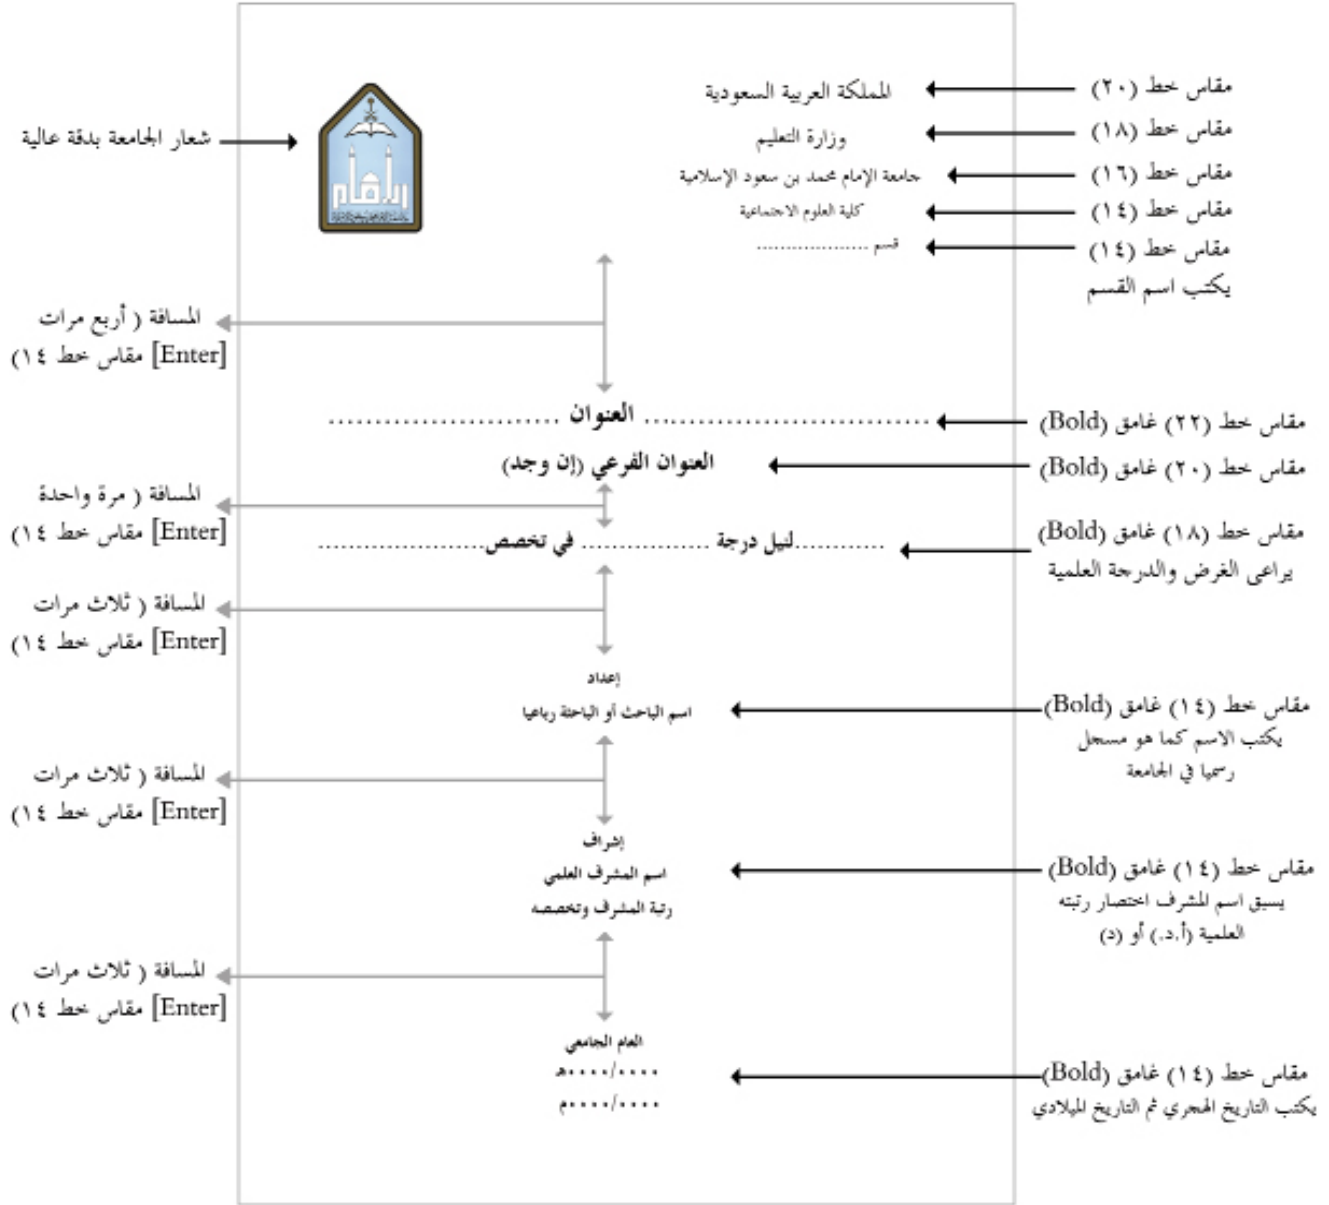 المملكة العربية السعودية
مقاس خط (٢٠)
شعار الجامعة بدقة عالية
وزارة التعليم
مقاس خط (١٨)
جامعة الإمام محمد بن سعود الإسلامية
مقاس خط (١٦)
كلية العلوم الاجتماعية
مقاس خط (١٤)
قسم .....................
مقاس خط (١٤)
يكتب اسم القسم
المسافة ( أربع مرات
[Enter] مقاس خط ١٤)
.............................. العنوان ........................
مقاس خط (٢٢) غامق (Bold)
العنوان الفرعي (إن وجد)
مقاس خط (٢٠) غامق (Bold)
المسافة ( مرة واحدة
[Enter] مقاس خط ١٤)
............لنيل درجة ................. في تخصص......................
مقاس خط (١٨) غامق (Bold)
يراعى الغرض والدرجة العلمية
المسافة ( ثلاث مرات
[Enter] مقاس خط ١٤)
إعداد
اسم الباحث أو الباحثة رباعيا
مقاس خط (١٤) غامق (Bold)
يكتب الاسم كما هو مسجل
رسميا في الجامعة
المسافة ( ثلاث مرات
[Enter] مقاس خط ١٤)
إشراف
اسم المشرف العلمي
رتبة المشرف وتخصصه
مقاس خط (١٤) غامق (Bold)
يسبق اسم المشرف اختصار رتبته
العلمية (أ.د.) أو (د)
المسافة ( ثلاث مرات
[Enter] مقاس خط ١٤)
العام الجامعي
٠٠٠٠/٠٠٠٠هـ
٠٠٠٠/٠٠٠٠م
مقاس خط (١٤) غامق (Bold)
يكتب التاريخ الهجري ثم التاريخ الميلادي